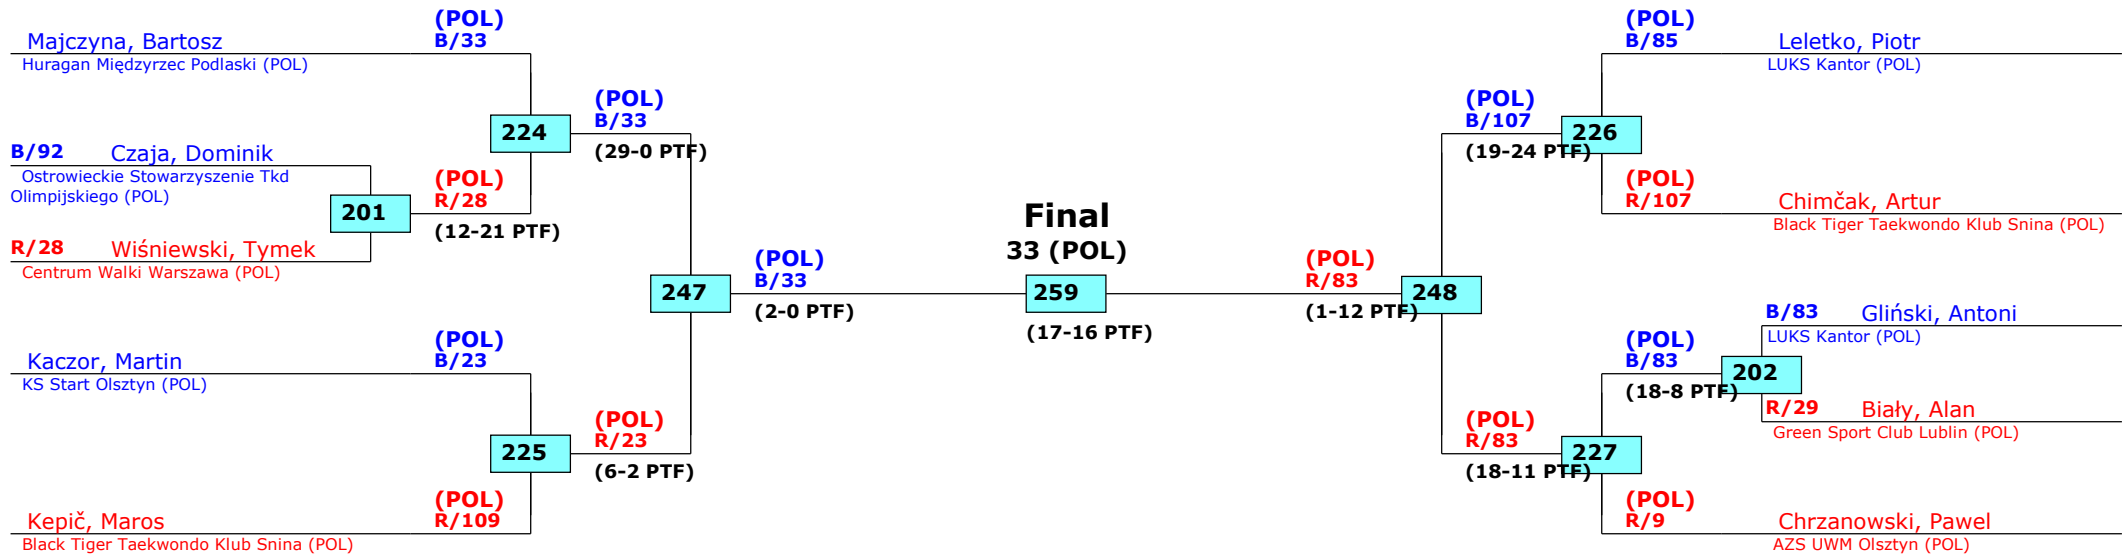 (POL)
B/33
Majczyna, Bartosz
Huragan Międzyrzec Podlaski (POL)
224
(POL)
B/33
(29-0 PTF)
B/92 Czaja, Dominik
Ostrowieckie Stowarzyszenie Tkd
Olimpijskiego (POL)
201
(POL)
R/28
(12-21 PTF)
R/28 Wiśniewski, Tymek
Centrum Walki Warszawa (POL)
247
(POL)
B/33
(2-0 PTF)
Kaczor, Martin
KS Start Olsztyn (POL)
(POL)
B/23
225
(POL)
R/23
(6-2 PTF)
Kepič, Maros
Black Tiger Taekwondo Klub Snina (POL)
(POL)
R/109
Final
33 (POL)
259
(17-16 PTF)
(POL)
R/83
(1-12 PTF)
248
(POL)
B/107
(19-24 PTF)
226
(POL)
B/85
Leletko, Piotr
LUKS Kantor (POL)
(POL)
R/107
Chimčak, Artur
Black Tiger Taekwondo Klub Snina (POL)
B/83 Gliński, Antoni
LUKS Kantor (POL)
(POL)
B/83
(18-8 PTF)
202
R/29 Biały, Alan
Green Sport Club Lublin (POL)
(POL)
R/83
(18-11 PTF)
227
(POL)
R/9
Chrzanowski, Pawel
AZS UWM Olsztyn (POL)